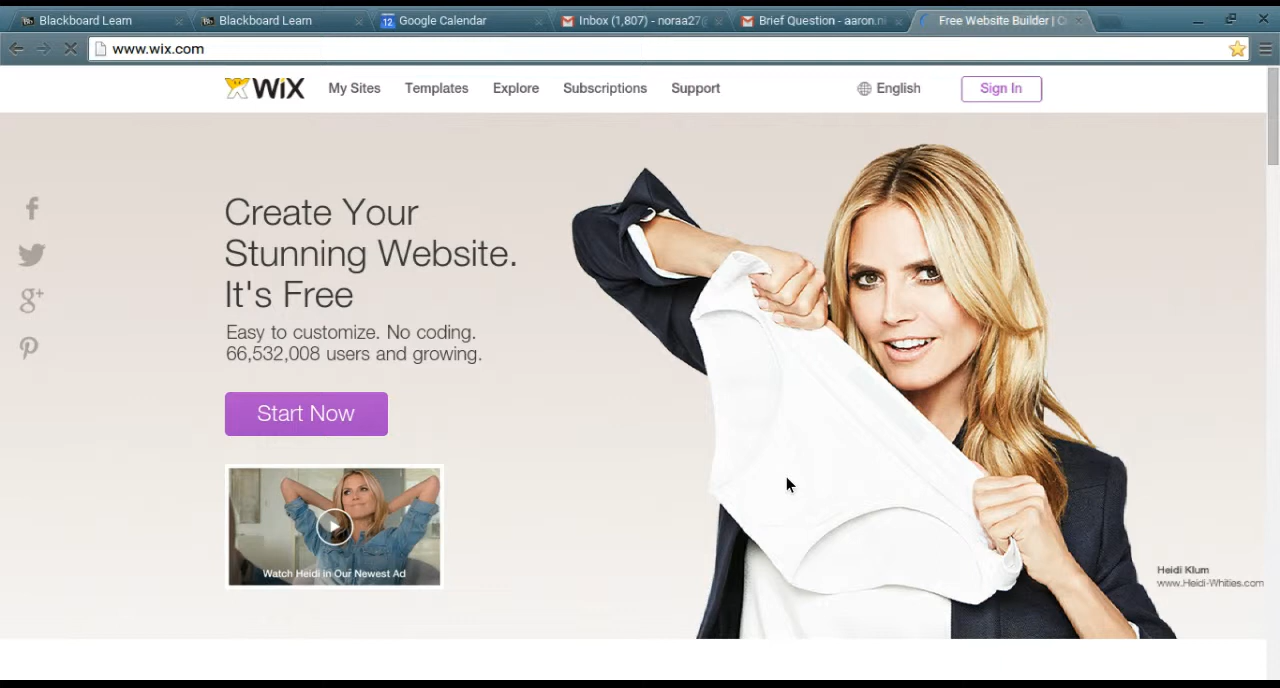 Blackboard Learn
Blackboard Learn
12 Google Calendar
Inbox (1,807) - noraa27@
Brief Question - aaron.ni
Free Website Builder | C
www.wix.com
WiX
My Sites
Templates
Explore
Subscriptions
Support
English
Sign In
Create Your
Stunning Website.
It's Free
Easy to customize. No coding.
66,532,008 users and growing.
Start Now
Watch Heidi in Our Newest Ad
Heidi Klum
www.Heidi-Whities.com